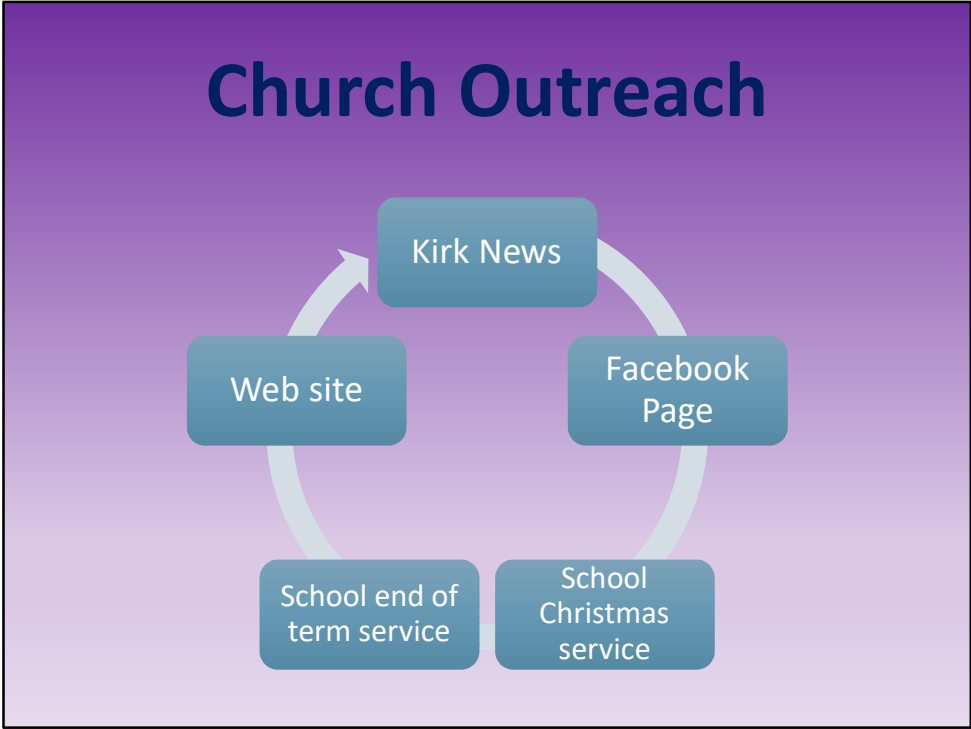 Church Outreach
Kirk News
Facebook
Page
School
Christmas
service
School end of
term service
Web site